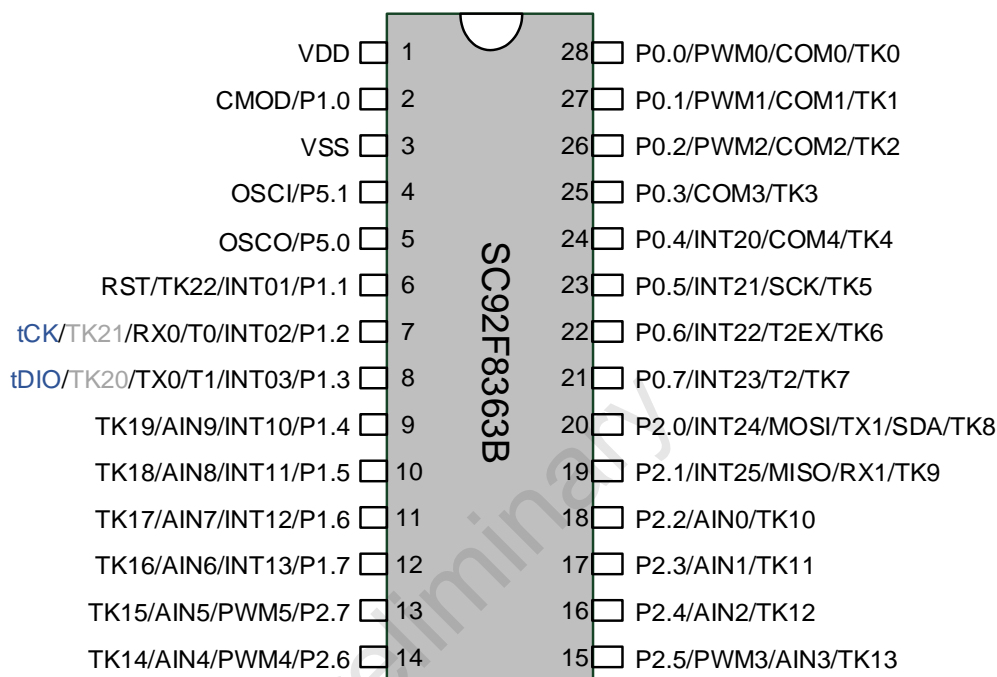 VDD 1 28 P0.0/PWM0/COM0/TK0
CMOD/P1.0 2 27 P0.1/PWM1/COM1/TK1
VSS 3 26 P0.2/PWM2/COM2/TK2
OSCI/P5.1 4 25 P0.3/COM3/TK3
OSCO/P5.0 5 24 P0.4/INT20/COM4/TK4
RST/TK22/INT01/P1.1 6 23 P0.5/INT21/SCK/TK5
tCK/TK21/RX0/T0/INT02/P1.2 7 22 P0.6/INT22/T2EX/TK6
tDIO/TK20/TX0/T1/INT03/P1.3 8 21 P0.7/INT23/T2/TK7
TK19/AIN9/INT10/P1.4 9 20 P2.0/INT24/MOSI/TX1/SDA/TK8
TK18/AIN8/INT11/P1.5 10 19 P2.1/INT25/MISO/RX1/TK9
TK17/AIN7/INT12/P1.6 11 18 P2.2/AIN0/TK10
TK16/AIN6/INT13/P1.7 12 17 P2.3/AIN1/TK11
TK15/AIN5/PWM5/P2.7 13 16 P2.4/AIN2/TK12
TK14/AIN4/PWM4/P2.6 14 15 P2.5/PWM3/AIN3/TK13
SC92F8363B
eliminary